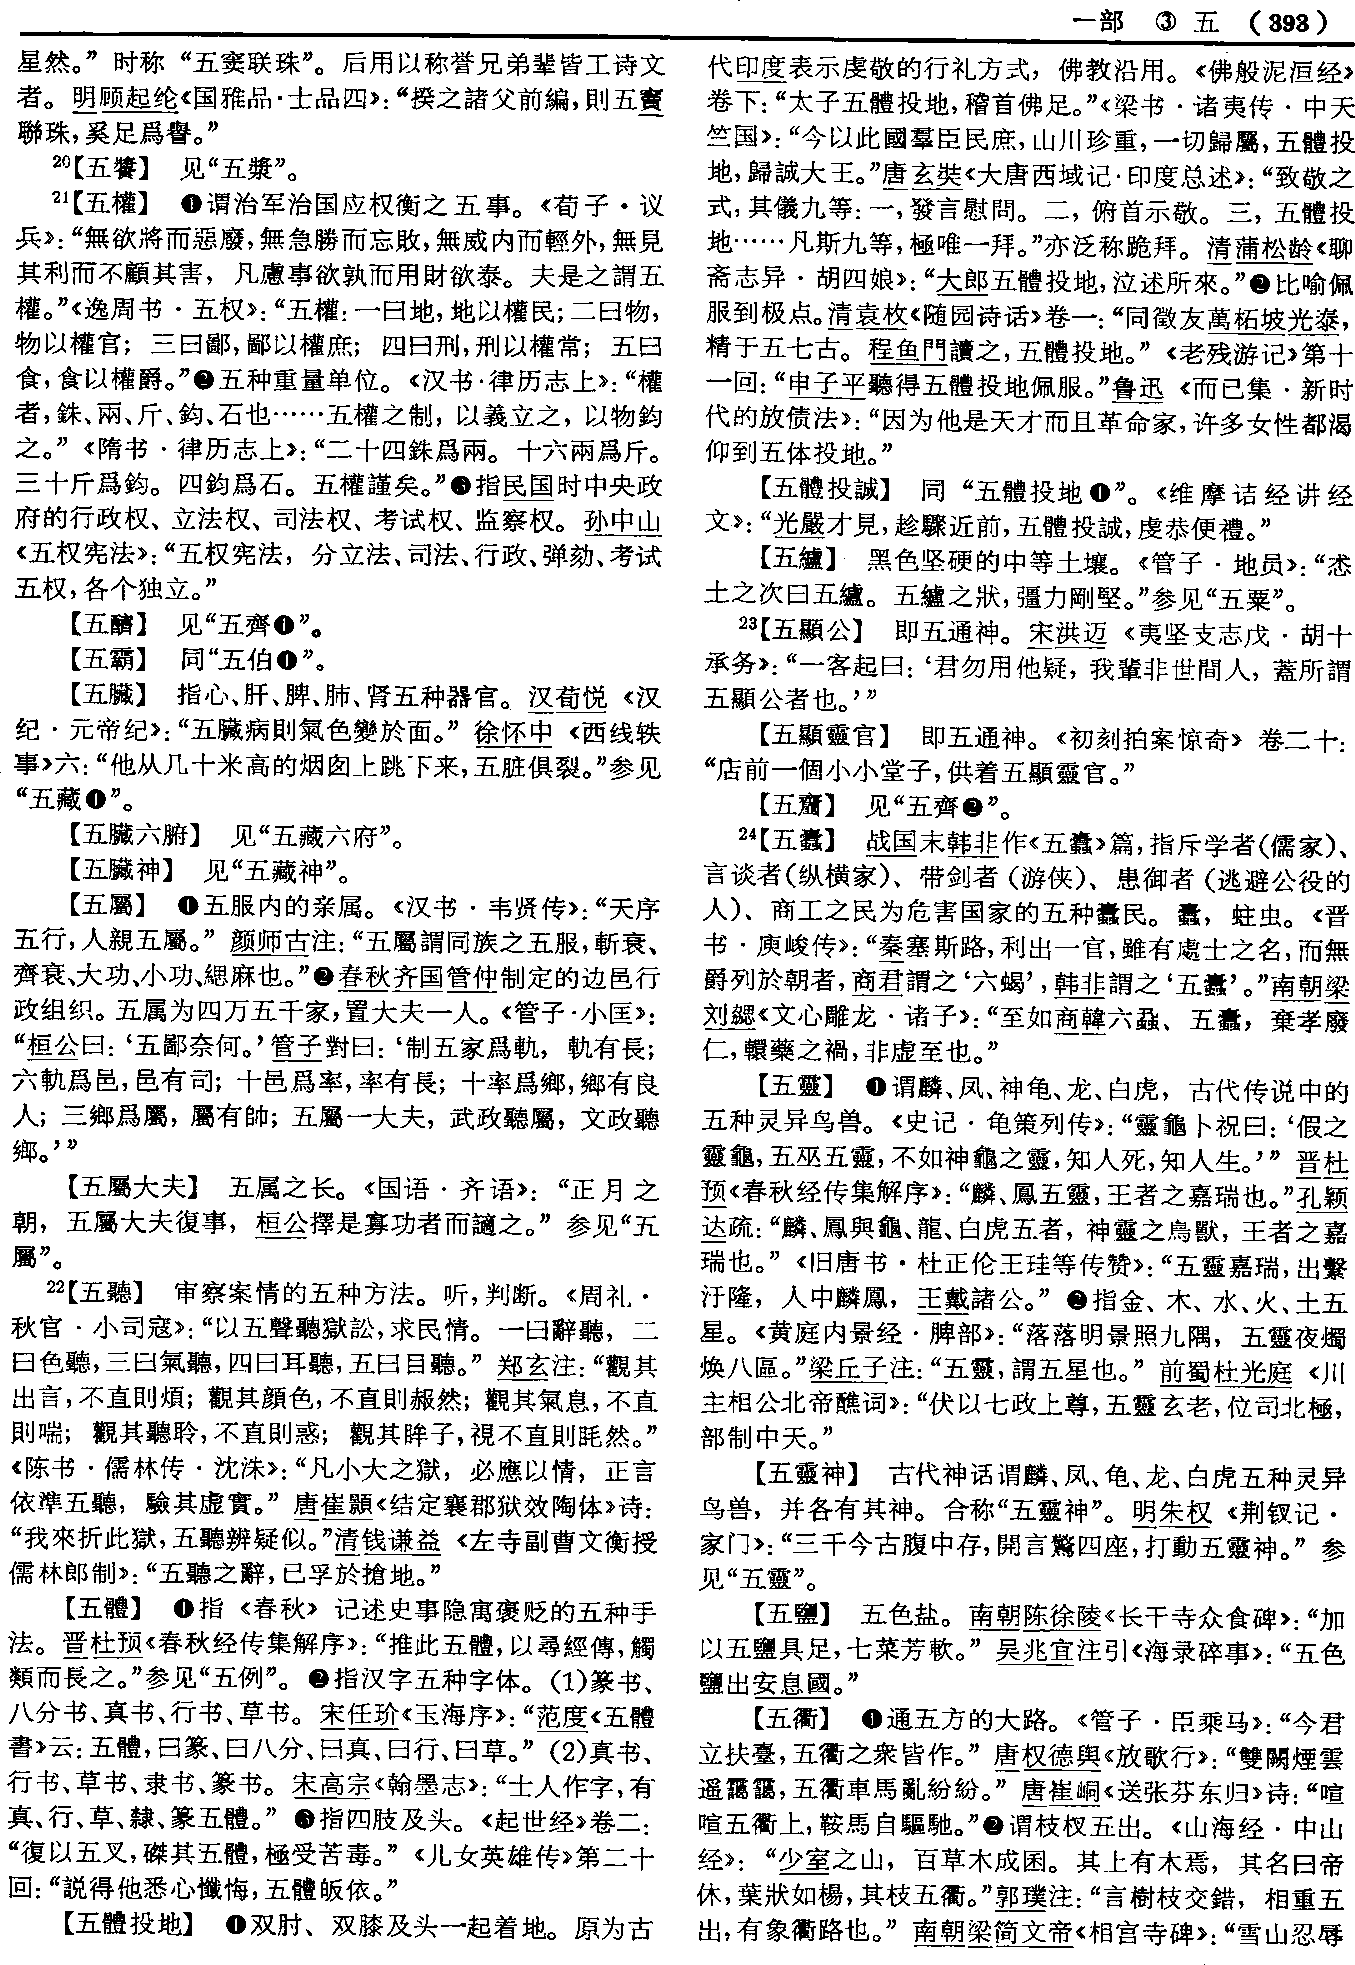 一部 ③ 五 （393）
星然。”时称“五窦联珠”。后用以称誉兄弟辈皆工诗文
者。明顾起纶《国雅品·士品四》：“揆之諸父前編，則五竇
聯珠，奚足爲譽。”
20【五饔】 见“五漿”。
21【五權】 ❶谓治军治国应权衡之五事。《荀子·议
兵》：“無欲將而惡廢，無急勝而忘敗，無威内而輕外，無見
其利而不顧其害，凡慮事欲孰而用財欲泰。夫是之謂五
權。”《逸周书·五权》：“五權：一曰地，地以權民；二曰物，
物以權官；三曰鄙，鄙以權庶；四曰刑，刑以權常；五曰
食，食以權爵。”❷五种重量单位。《汉书·律历志上》：“權
者，銖、兩、斤、鈞、石也……五權之制，以義立之，以物鈞
之。”《隋书·律历志上》：“二十四銖爲兩。十六兩爲斤。
三十斤爲鈞。四鈞爲石。五權謹矣。”❸指民国时中央政
府的行政权、立法权、司法权、考试权、监察权。孙中山
《五权宪法》：“五权宪法，分立法、司法、行政、弹劾、考试
五权，各个独立。”
【五齏】 见“五齊❶”。
【五霸】 同“五伯❶”。
【五臟】 指心、肝、脾、肺、肾五种器官。汉荀悦《汉
纪·元帝纪》：“五臟病則氣色變於面。”徐怀中《西线轶
事》六：“他从几十米高的烟囱上跳下来，五脏俱裂。”参见
“五藏❶”。
【五臟六腑】 见“五藏六府”。
【五臟神】 见“五藏神”。
【五屬】 ❶五服内的亲属。《汉书·韦贤传》：“天序
五行，人親五屬。”颜师古注：“五屬謂同族之五服，斬衰、
齊衰、大功、小功、緦麻也。”❷春秋齐国管仲制定的边邑行
政组织。五属为四万五千家，置大夫一人。《管子·小匡》：
“桓公曰：‘五鄙奈何。’管子對曰：‘制五家爲軌，軌有長；
六軌爲邑，邑有司；十邑爲率，率有長；十率爲鄉，鄉有良
人；三鄉爲屬，屬有帥；五屬一大夫，武政聽屬，文政聽
鄉。’”
【五屬大夫】 五属之长。《国语·齐语》：“正月之
朝，五屬大夫復事，桓公擇是寡功者而讁之。”参见“五
屬”。
22【五聽】 审察案情的五种方法。听，判断。《周礼·
秋官·小司寇》：“以五聲聽獄訟，求民情。一曰辭聽，二
曰色聽，三曰氣聽，四曰耳聽，五曰目聽。”郑玄注：“觀其
出言，不直則煩；觀其顏色，不直則赧然；觀其氣息，不直
則喘；觀其聽聆，不直則惑；觀其眸子，視不直則眊然。”
《陈书·儒林传·沈洙》：“凡小大之獄，必應以情，正言
依準五聽，驗其虛實。”唐崔顥《结定襄郡狱效陶体》诗：
“我來折此獄，五聽辨疑似。”清钱谦益《左寺副曹文衡授
儒林郎制》：“五聽之辭，已孚於搶地。”
【五體】 ❶指《春秋》记述史事隐寓褒贬的五种手
法。晋杜预《春秋经传集解序》：“推此五體，以尋經傳，觸
類而長之。”参见“五例”。❷指汉字五种字体。(1)篆书、
八分书、真书、行书、草书。宋任玠《玉海序》：“范度《五體
書》云：五體，曰篆、曰八分、曰真、曰行、曰草。”(2)真书、
行书、草书、隶书、篆书。宋高宗《翰墨志》：“士人作字，有
真、行、草、隸、篆五體。”❸指四肢及头。《起世经》卷二：
“復以五叉，磔其五體，極受苦毒。”《儿女英雄传》第二十
回：“説得他悉心懺悔，五體皈依。”
【五體投地】 ❶双肘、双膝及头一起着地。原为古
代印度表示虔敬的行礼方式，佛教沿用。《佛般泥洹经》
卷下：“太子五體投地，稽首佛足。”《梁书·诸夷传·中天
竺国》：“今以此國羣臣民庶，山川珍重，一切歸屬，五體投
地，歸誠大王。”唐玄奘《大唐西域记·印度总述》：“致敬之
式，其儀九等：一，發言慰問。二，俯首示敬。三，五體投
地……凡斯九等，極唯一拜。”亦泛称跪拜。清蒲松龄《聊
斋志异·胡四娘》：“大郎五體投地，泣述所來。”❷比喻佩
服到极点。清袁枚《随园诗话》卷一：“同徵友萬柘坡光泰，
精于五七古。程鱼門讀之，五體投地。”《老残游记》第十
一回：“申子平聽得五體投地佩服。”鲁迅《而已集·新时
代的放债法》：“因为他是天才而且革命家，许多女性都渴
仰到五体投地。”
【五體投誠】 同“五體投地❶”。《维摩诘经讲经
文》：“光嚴才見，趁驟近前，五體投誠，虔恭便禮。”
【五纑】 黑色坚硬的中等土壤。《管子·地员》：“怸
土之次曰五纑。五纑之狀，彊力剛堅。”参见“五粟”。
23【五顯公】 即五通神。宋洪迈《夷坚支志戊·胡十
承务》：“一客起曰：‘君勿用他疑，我輩非世間人，蓋所謂
五顯公者也。’”
【五顯靈官】 即五通神。《初刻拍案惊奇》卷二十：
“店前一個小小堂子，供着五顯靈官。”
【五齏】 见“五齊❷”。
24【五蠹】 战国末韩非作《五蠹》篇，指斥学者(儒家)、
言谈者(纵横家)、带剑者(游侠)、患御者(逃避公役的
人)、商工之民为危害国家的五种蠹民。蠹，蛀虫。《晋
书·庾峻传》：“秦塞斯路，利出一官，雖有處士之名，而無
爵列於朝者，商君謂之‘六蝎’，韩非謂之‘五蠹’。”南朝梁
刘勰《文心雕龙·诸子》：“至如商韓六蝨、五蠹，棄孝廢
仁，轘藥之禍，非虚至也。”
【五靈】 ❶谓麟、凤、神龟、龙、白虎，古代传说中的
五种灵异鸟兽。《史记·龟策列传》：“靈龜卜祝曰：‘假之
靈龜，五巫五靈，不如神龜之靈，知人死，知人生。’”晋杜
预《春秋经传集解序》：“麟、鳳五靈，王者之嘉瑞也。”孔颖
达疏：“麟、鳳與龜、龍、白虎五者，神靈之鳥獸，王者之嘉
瑞也。”《旧唐书·杜正伦王珪等传赞》：“五靈嘉瑞，出繫
汙隆，人中麟鳳，王戴諸公。”❷指金、木、水、火、土五
星。《黄庭内景经·脾部》：“落落明景照九隅，五靈夜燭
焕八區。”梁丘子注：“五靈，謂五星也。”前蜀杜光庭《川
主相公北帝醮词》：“伏以七政上尊，五靈玄老，位司北極，
部制中天。”
【五靈神】 古代神话谓麟、凤、龟、龙、白虎五种灵异
鸟兽，并各有其神。合称“五靈神”。明朱权《荆钗记·
家门》：“三千今古腹中存，開言驚四座，打動五靈神。”参
见“五靈”。
【五鹽】 五色盐。南朝陈徐陵《长干寺众食碑》：“加
以五鹽具足，七菜芳軟。”吴兆宜注引《海录碎事》：“五色
鹽出安息國。”
【五衢】 ❶通五方的大路。《管子·臣乘马》：“今君
立扶臺，五衢之衆皆作。”唐权德舆《放歌行》：“雙闕煙雲
遥靄靄，五衢車馬亂紛紛。”唐崔峒《送张芬东归》诗：“喧
喧五衢上，鞍馬自驅馳。”❷谓枝杈五出。《山海经·中山
经》：“少室之山，百草木成囷。其上有木焉，其名曰帝
休，葉狀如楊，其枝五衢。”郭璞注：“言樹枝交錯，相重五
出，有象衢路也。”南朝梁简文帝《相宫寺碑》：“雪山忍辱